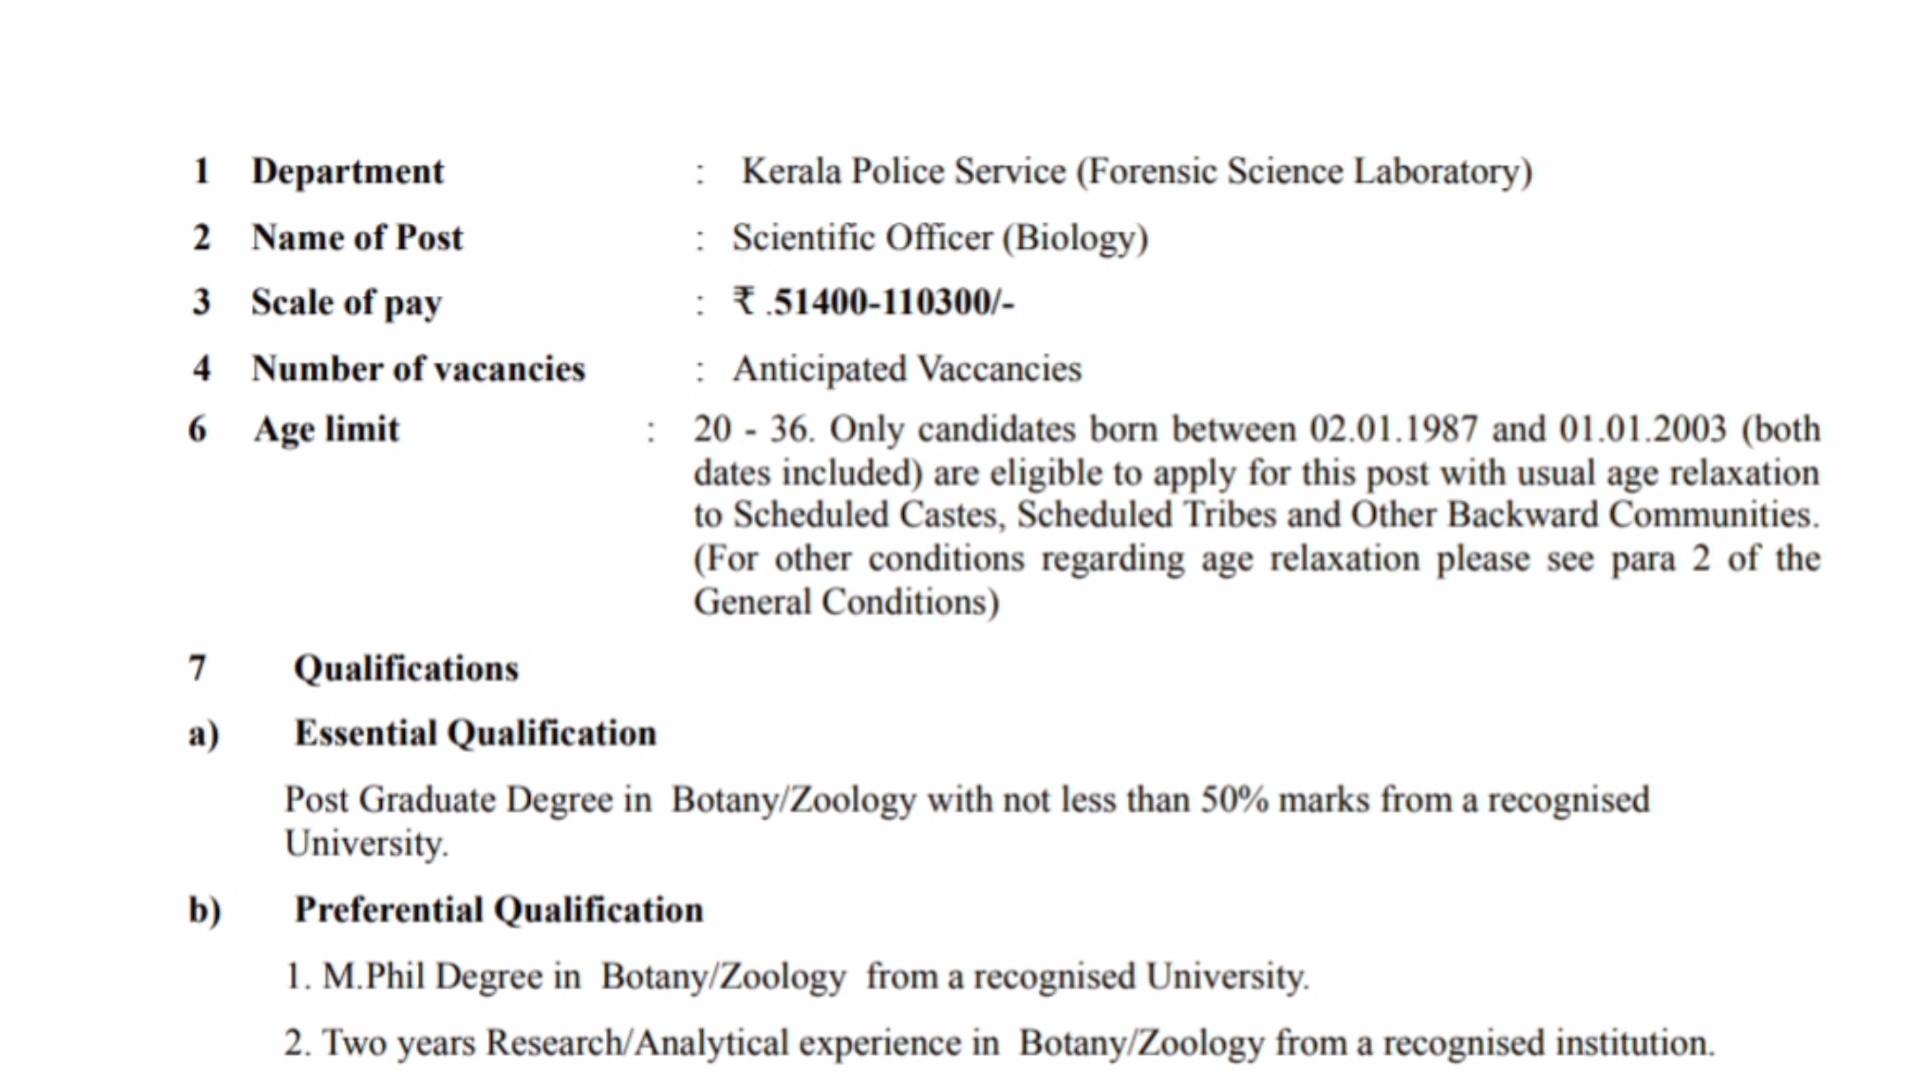 1 Department : Kerala Police Service (Forensic Science Laboratory)
2 Name of Post : Scientific Officer (Biology)
3 Scale of pay : ₹ .51400-110300/-
4 Number of vacancies : Anticipated Vaccancies
6 Age limit : 20 - 36. Only candidates born between 02.01.1987 and 01.01.2003 (both
dates included) are eligible to apply for this post with usual age relaxation
to Scheduled Castes, Scheduled Tribes and Other Backward Communities.
(For other conditions regarding age relaxation please see para 2 of the
General Conditions)
7 Qualifications
a) Essential Qualification
Post Graduate Degree in Botany/Zoology with not less than 50% marks from a recognised
University.
b) Preferential Qualification
1. M.Phil Degree in Botany/Zoology from a recognised University.
2. Two years Research/Analytical experience in Botany/Zoology from a recognised institution.